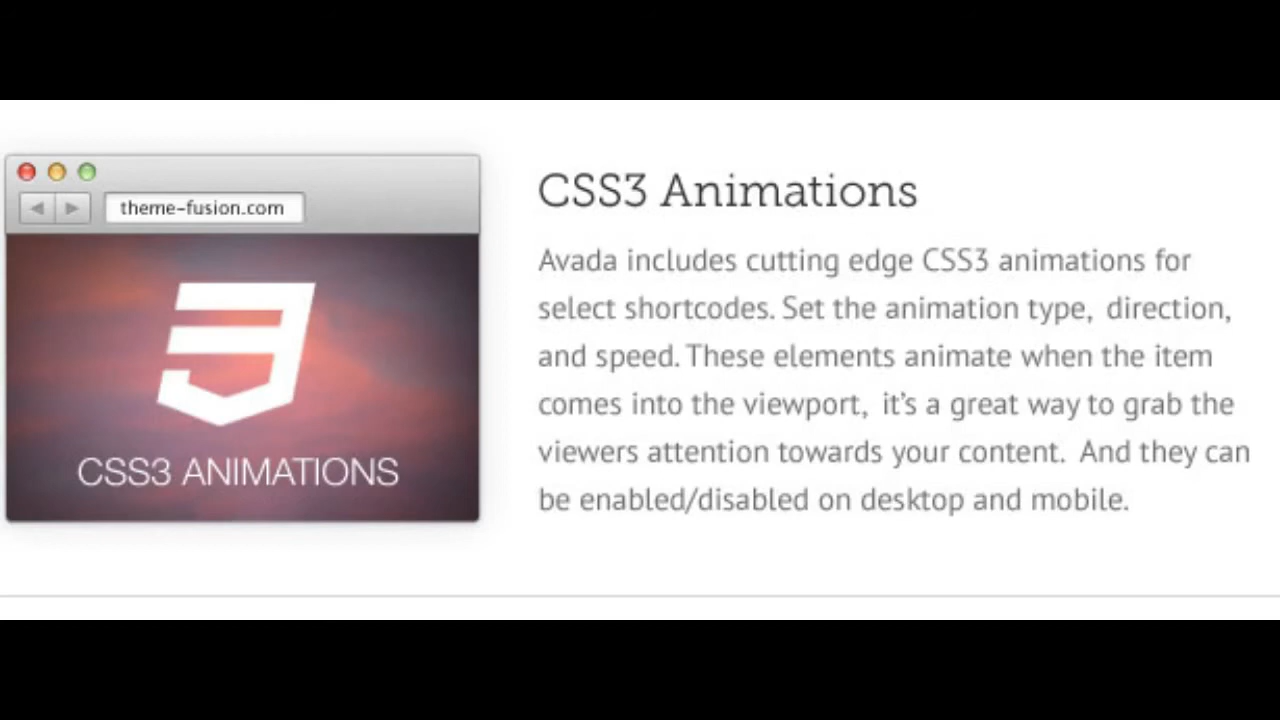 theme-fusion.com
CSS3 ANIMATIONS
CSS3 Animations
Avada includes cutting edge CSS3 animations for
select shortcodes. Set the animation type, direction,
and speed. These elements animate when the item
comes into the viewport, it’s a great way to grab the
viewers attention towards your content. And they can
be enabled/disabled on desktop and mobile.